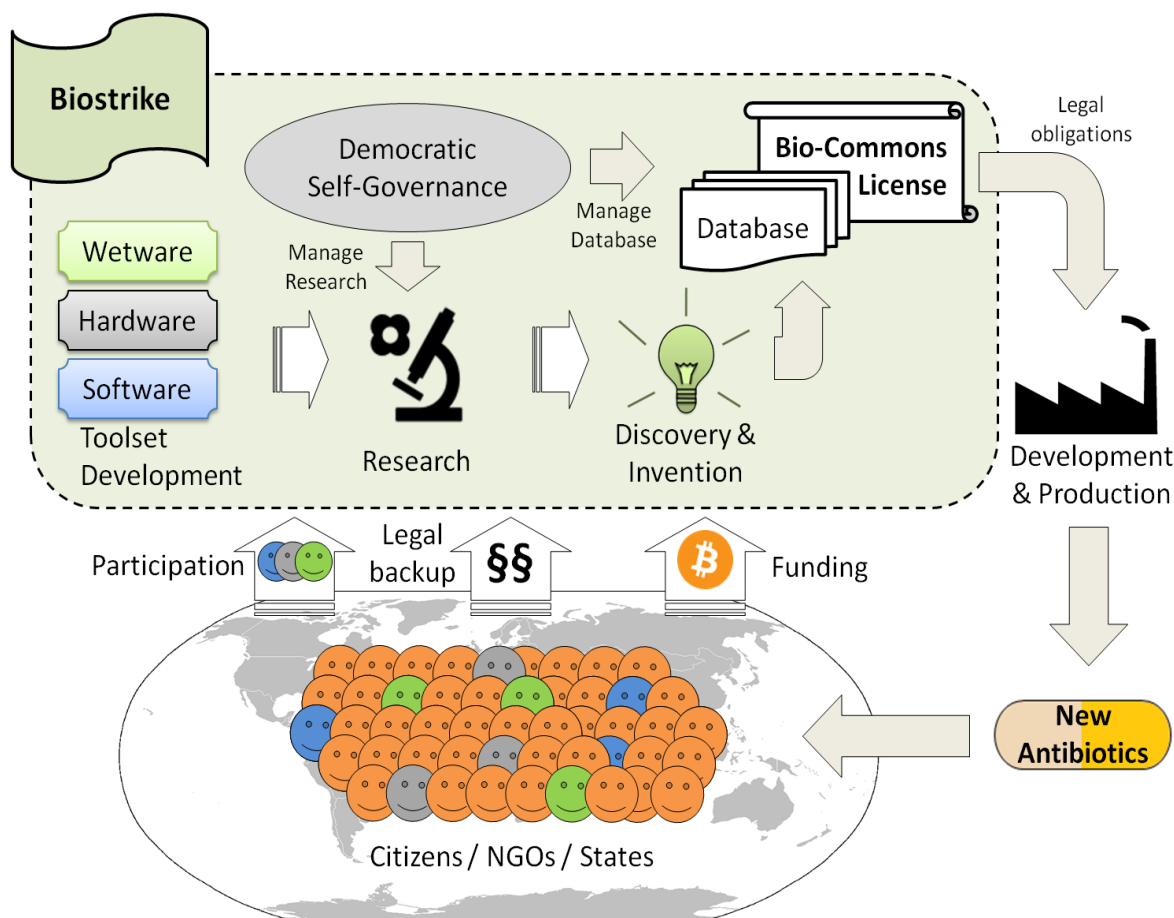 Biostrike
Democratic
Self-Governance
Manage
Database
Bio-Commons
License
Database
Legal
obligations
Wetware
Hardware
Software
Toolset
Development
Manage
Research
Research
Discovery &
Invention
Development
& Production
Participation
Legal
backup
§§
₿
Funding
New
Antibiotics
Citizens / NGOs / States